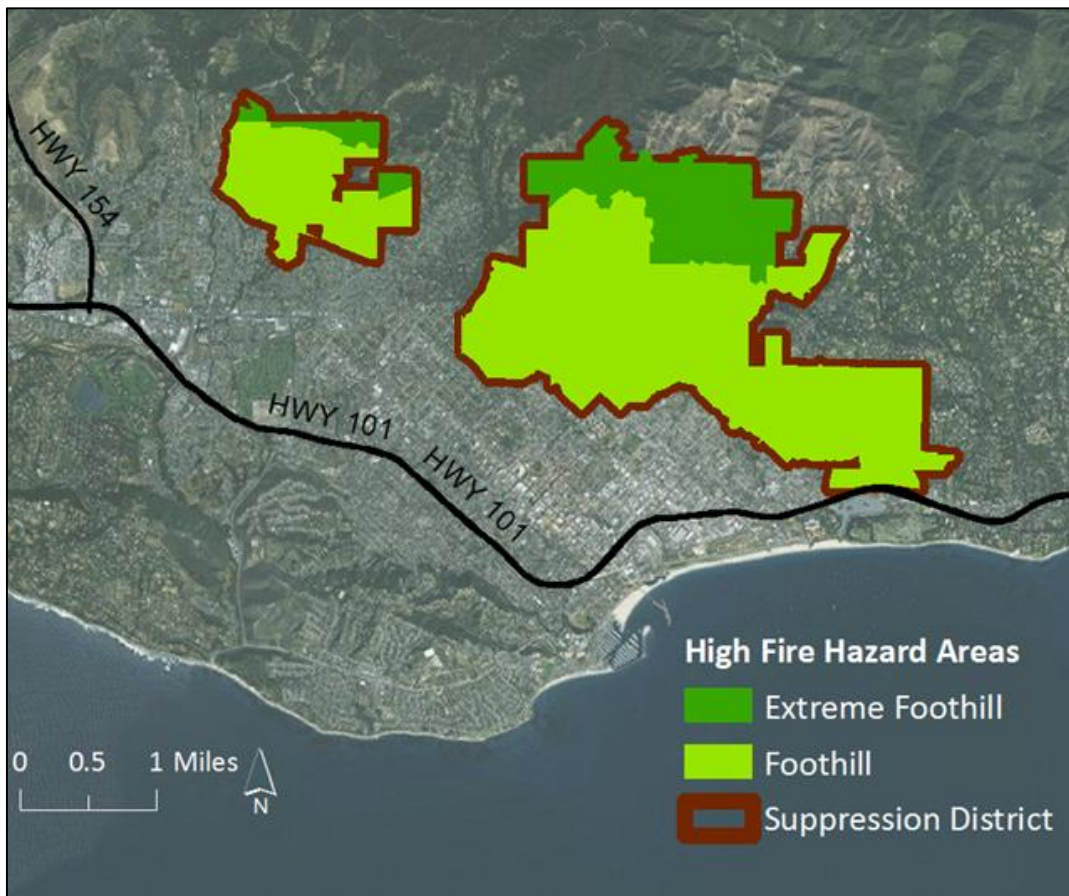 HWY 154
HWY 101
HWY 101
High Fire Hazard Areas
Extreme Foothill
Foothill
Suppression District
0 0.5 1 Miles
N